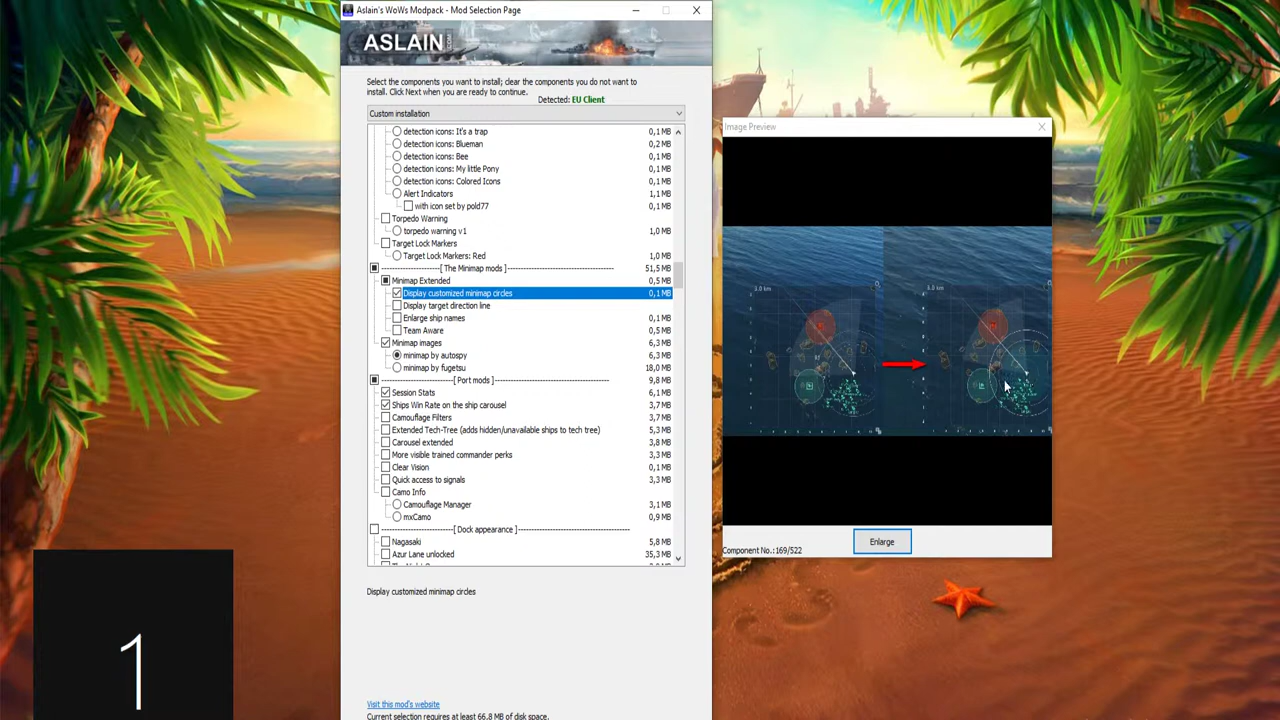 Aslain's WoWs Modpack - Mod Selection Page
ASLAIN.COM
Select the components you want to install; clear the components you do not want to
install. Click Next when you are ready to continue.
Detected: EU Client
Custom installation
detection icons: It's a trap 0,1 MB
detection icons: Blueman 0,2 MB
detection icons: Bee 0,1 MB
detection icons: My little Pony 0,1 MB
detection icons: Colored Icons 0,1 MB
Alert Indicators 1,1 MB
with icon set by pold77 0,1 MB
Torpedo Warning
torpedo warning v1 1,0 MB
Target Lock Markers
Target Lock Markers: Red 1,0 MB
-----------------------[ The Minimap mods ]----------------------------------------- 51,5 MB
Minimap Extended 0,5 MB
Display customized minimap circles 0,1 MB
Display target direction line
Enlarge ship names 0,1 MB
Team Aware 0,5 MB
Minimap images 6,3 MB
minimap by autospy 6,3 MB
minimap by fugetsu 18,0 MB
-----------------------------[ Port mods ]--------------------------------------------- 9,8 MB
Session Stats 6,1 MB
Ships Win Rate on the ship carousel 3,7 MB
Camouflage Filters 3,7 MB
Extended Tech-Tree (adds hidden/unavailable ships to tech tree) 5,3 MB
Carousel extended 3,8 MB
More visible trained commander perks 3,3 MB
Clear Vision 0,1 MB
Quick access to signals 3,3 MB
Camo Info
Camouflage Manager 3,1 MB
mxCamo 0,9 MB
-----------------------------[ Dock appearance ]--------------------------------------------
Nagasaki 5,8 MB
Azur Lane unlocked 35,3 MB
Display customized minimap circles
Visit this mod's website
Current selection requires at least 66,8 MB of disk space.
Image Preview
3.0 km
3.0 km
Component No.: 169/522
Enlarge
1